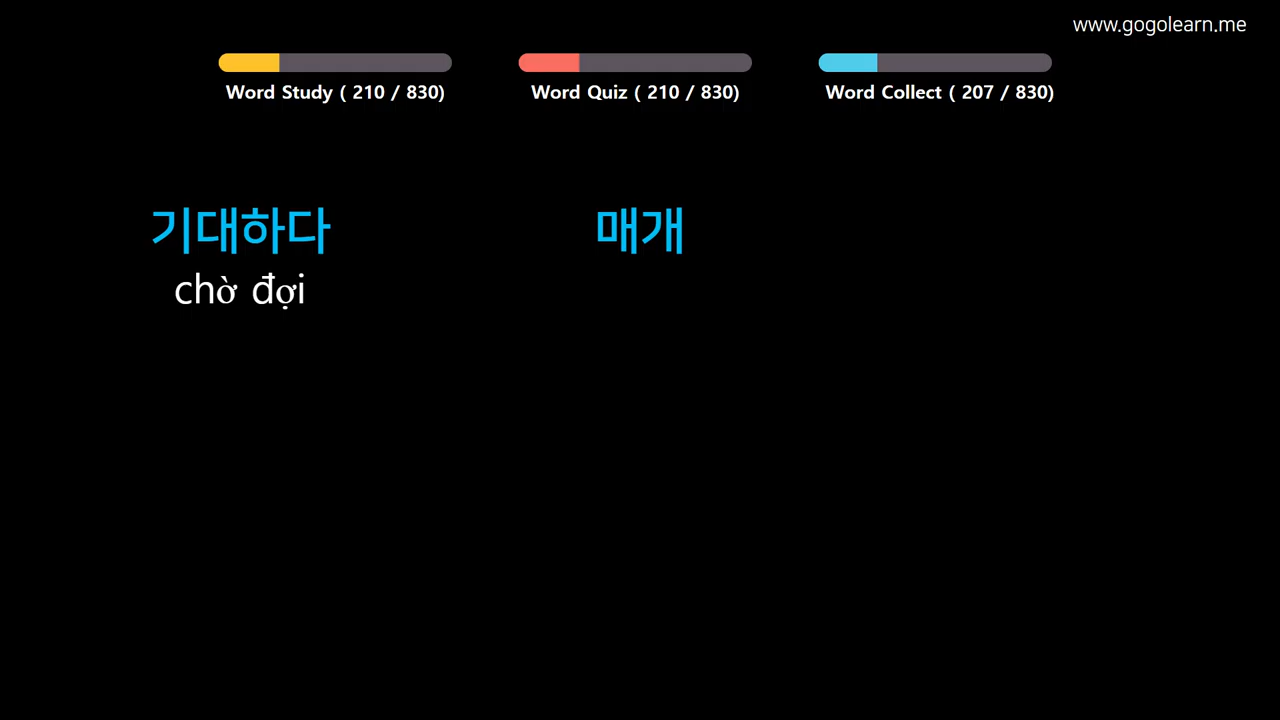 www.gogolearn.me
Word Study ( 210 / 830)
Word Quiz ( 210 / 830)
Word Collect ( 207 / 830)
기대하다
chờ đợi
매개